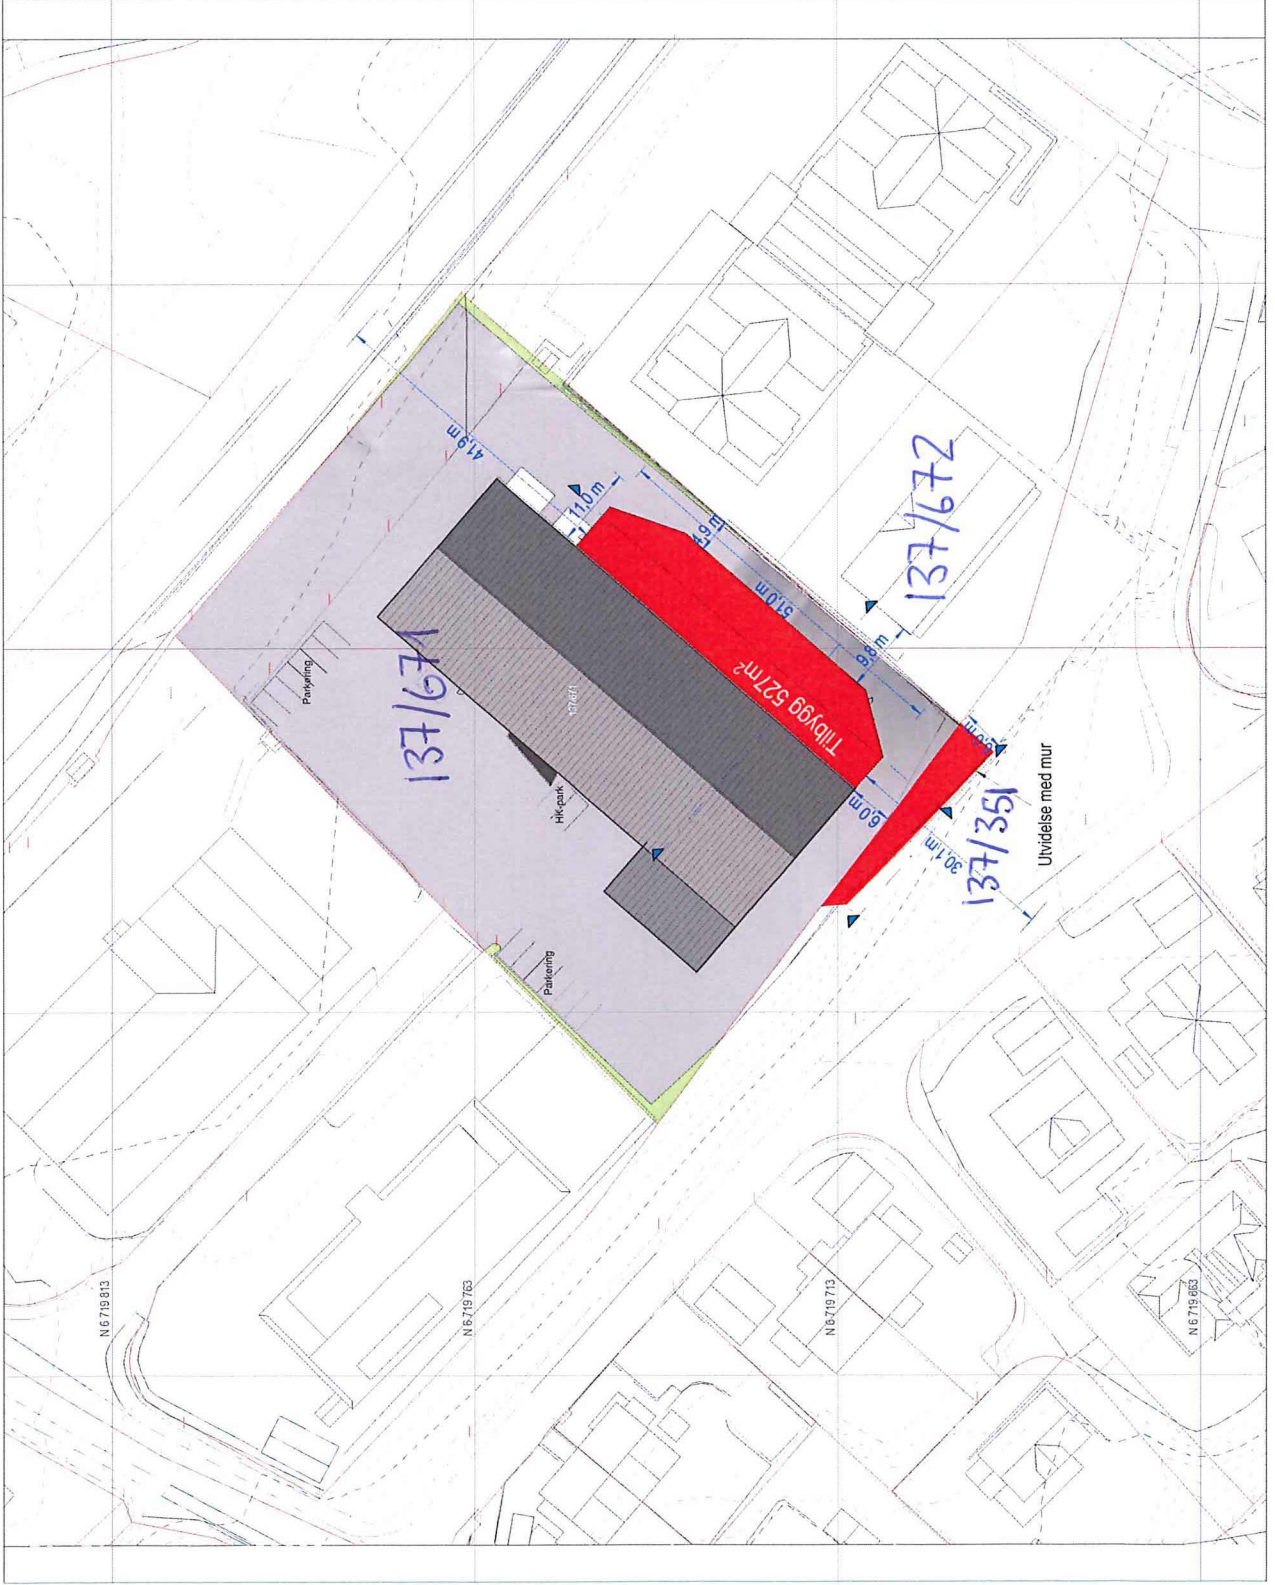 N 6 719 813
N 6 719 763
N 6 719 713
N 6 719 663
Parkering
137/671
137/671
HK-park
Parkering
41,9 m
11,0 m
4,9 m
51,0 m
9,8 m
Tilbygg 527m²
6,0 m
30,1 m
137/672
137/351
Utvidelse med mur